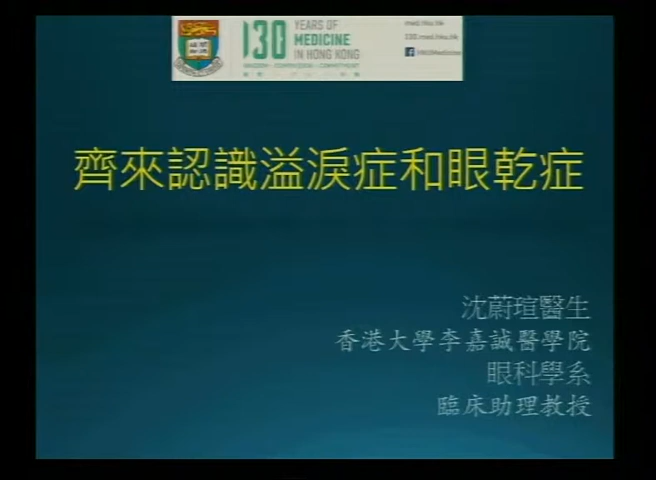 130
YEARS OF
MEDICINE
IN HONG KONG
med.hku.hk
130.med.hku.hk
HKUMedicine
齊來認識溢淚症和眼乾症
沈蔚瑄醫生
香港大學李嘉誠醫學院
眼科學系
臨床助理教授